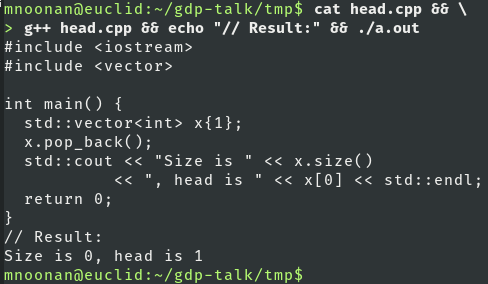 mnoonan@euclid:~/gdp-talk/tmp$ cat head.cpp && \
> g++ head.cpp && echo "// Result:" && ./a.out
#include <iostream>
#include <vector>

int main() {
  std::vector<int> x{1};
  x.pop_back();
  std::cout << "Size is " << x.size()
            << ", head is " << x[0] << std::endl;
  return 0;
}
// Result:
Size is 0, head is 1
mnoonan@euclid:~/gdp-talk/tmp$